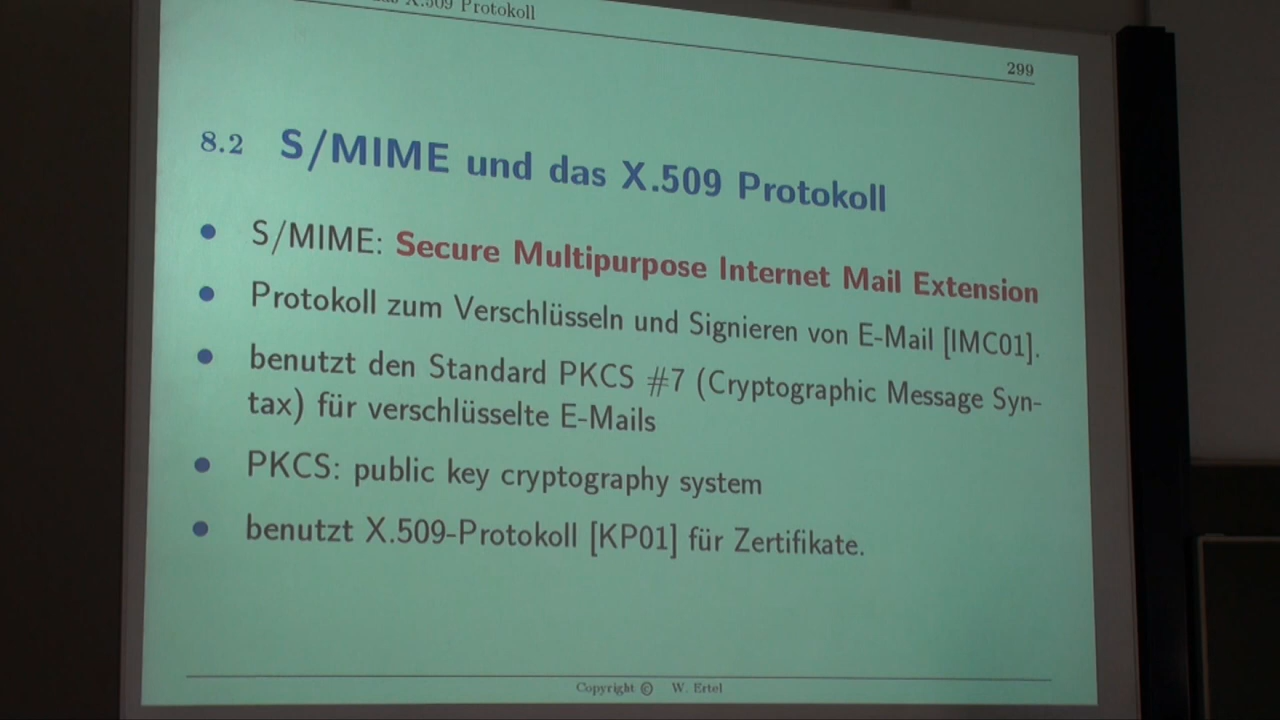 X.509 Protokoll
299
8.2 S/MIME und das X.509 Protokoll
• S/MIME: Secure Multipurpose Internet Mail Extension
• Protokoll zum Verschlüsseln und Signieren von E-Mail [IMC01].
• benutzt den Standard PKCS #7 (Cryptographic Message Syn-
tax) für verschlüsselte E-Mails
• PKCS: public key cryptography system
• benutzt X.509-Protokoll [KP01] für Zertifikate.
Copyright © W. Ertel